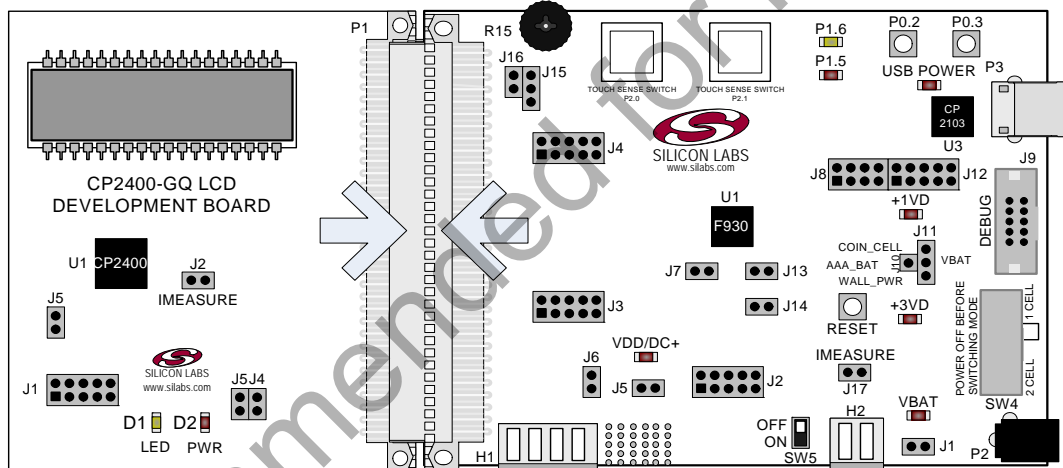 P1
R15
P1.6
P0.2
P0.3
J16
J15
P1.5
USB POWER
P3
TOUCH SENSE SWITCH
P2.0
TOUCH SENSE SWITCH
P2.1
CP
2103
SILICON LABS
www.silabs.com
U3
J4
J8
J12
J9
CP2400-GQ LCD
DEVELOPMENT BOARD
U1
F930
+1VD
DEBUG
U1
CP2400
J2
IMEASURE
J7
J13
COIN_CELL
AAA_BAT
WALL_PWR
J10
J11
VBAT
J5
J3
J14
RESET
+3VD
POWER OFF BEFORE
SWITCHING MODE
2 CELL
1 CELL
SILICON LABS
www.silabs.com
VDD/DC+
IMEASURE
J17
J1
J5
J4
J6
J5
J2
SW4
D1
LED
D2
PWR
H1
OFF
ON
SW5
H2
VBAT
J1
P2
mmended for